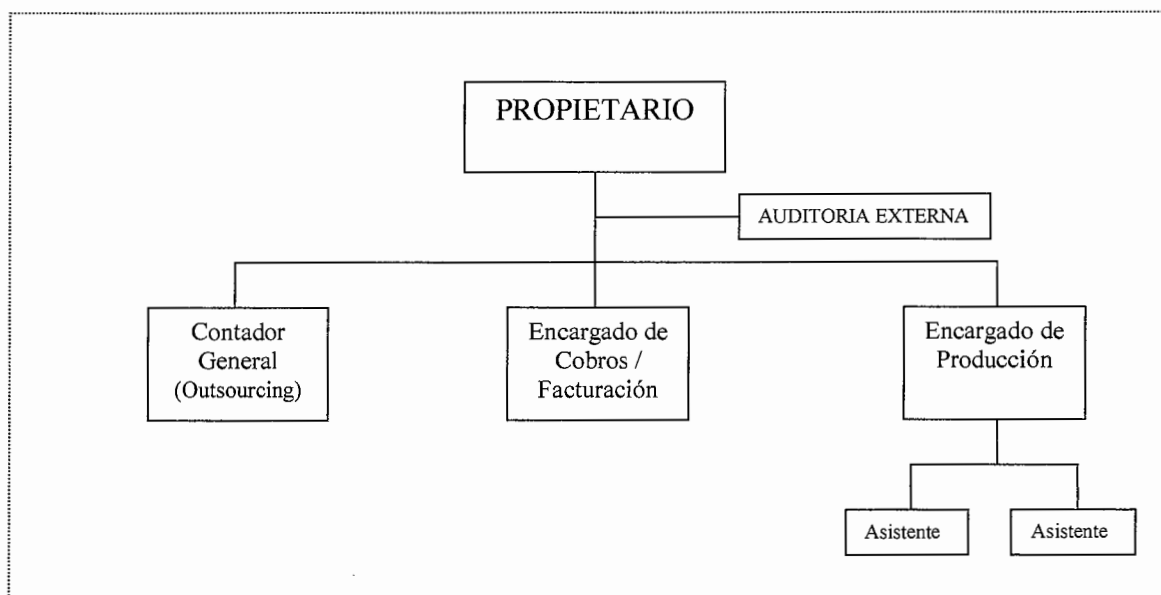 PROPIETARIO
AUDITORIA EXTERNA
Contador
General
(Outsourcing)
Encargado de
Cobros /
Facturación
Encargado de
Producción
Asistente
Asistente